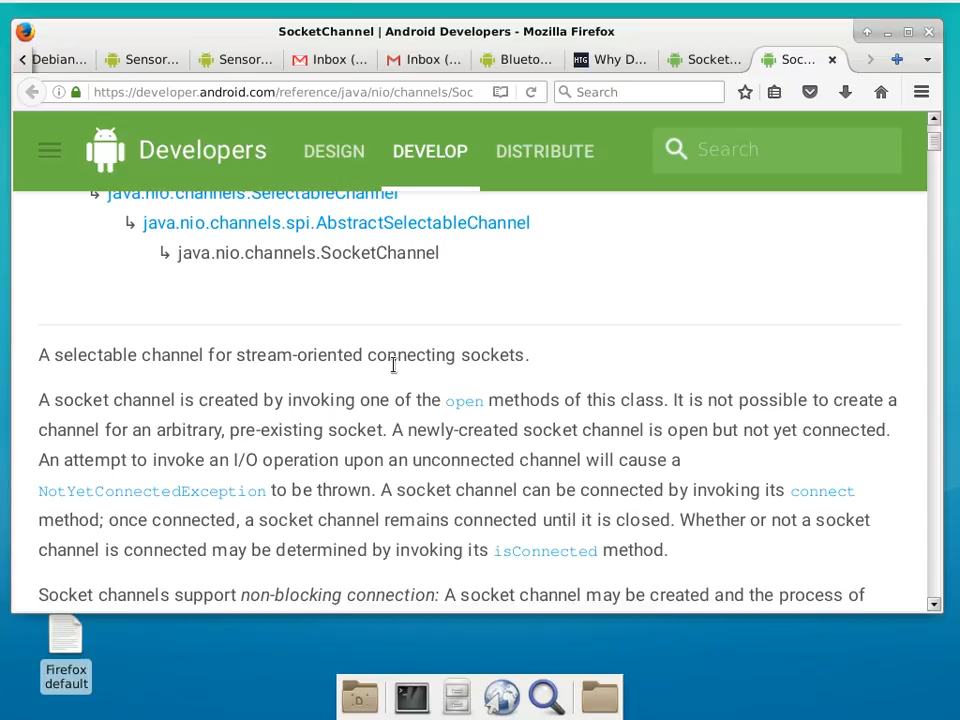 SocketChannel | Android Developers - Mozilla Firefox
Debian...
Sensor...
Sensor...
Inbox (...
Inbox (...
Blueto...
HTG Why D...
Socket...
Soc...
https://developer.android.com/reference/java/nio/channels/Soc
Search
Developers
DESIGN
DEVELOP
DISTRIBUTE
Search
↳ java.nio.channels.SelectableChannel
↳ java.nio.channels.spi.AbstractSelectableChannel
↳ java.nio.channels.SocketChannel
A selectable channel for stream-oriented connecting sockets.
A socket channel is created by invoking one of the open methods of this class. It is not possible to create a
channel for an arbitrary, pre-existing socket. A newly-created socket channel is open but not yet connected.
An attempt to invoke an I/O operation upon an unconnected channel will cause a
NotYetConnectedException to be thrown. A socket channel can be connected by invoking its connect
method; once connected, a socket channel remains connected until it is closed. Whether or not a socket
channel is connected may be determined by invoking its isConnected method.
Socket channels support non-blocking connection: A socket channel may be created and the process of
Firefox
default